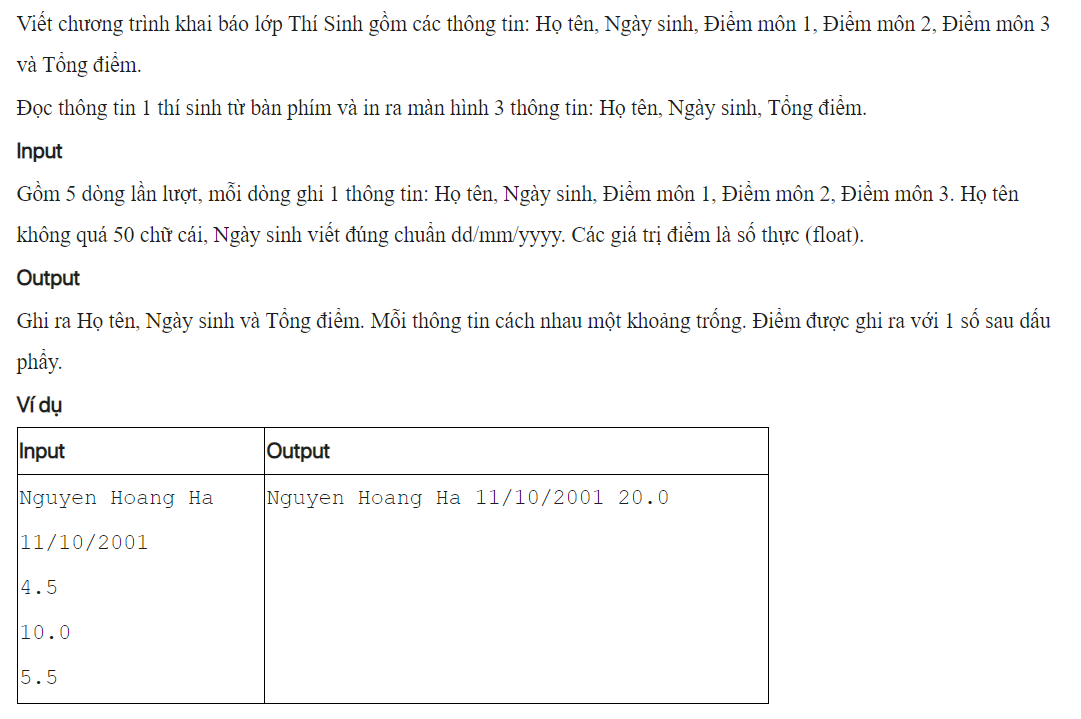 Viết chương trình khai báo lớp Thí Sinh gồm các thông tin: Họ tên, Ngày sinh, Điểm môn 1, Điểm môn 2, Điểm môn 3
và Tổng điểm.
Đọc thông tin 1 thí sinh từ bàn phím và in ra màn hình 3 thông tin: Họ tên, Ngày sinh, Tổng điểm.
Input
Gồm 5 dòng lần lượt, mỗi dòng ghi 1 thông tin: Họ tên, Ngày sinh, Điểm môn 1, Điểm môn 2, Điểm môn 3. Họ tên
không quá 50 chữ cái, Ngày sinh viết đúng chuẩn dd/mm/yyyy. Các giá trị điểm là số thực (float).
Output
Ghi ra Họ tên, Ngày sinh và Tổng điểm. Mỗi thông tin cách nhau một khoảng trống. Điểm được ghi ra với 1 số sau dấu
phẩy.
Ví dụ
Input Output
Nguyen Hoang Ha Nguyen Hoang Ha 11/10/2001 20.0
11/10/2001
4.5
10.0
5.5